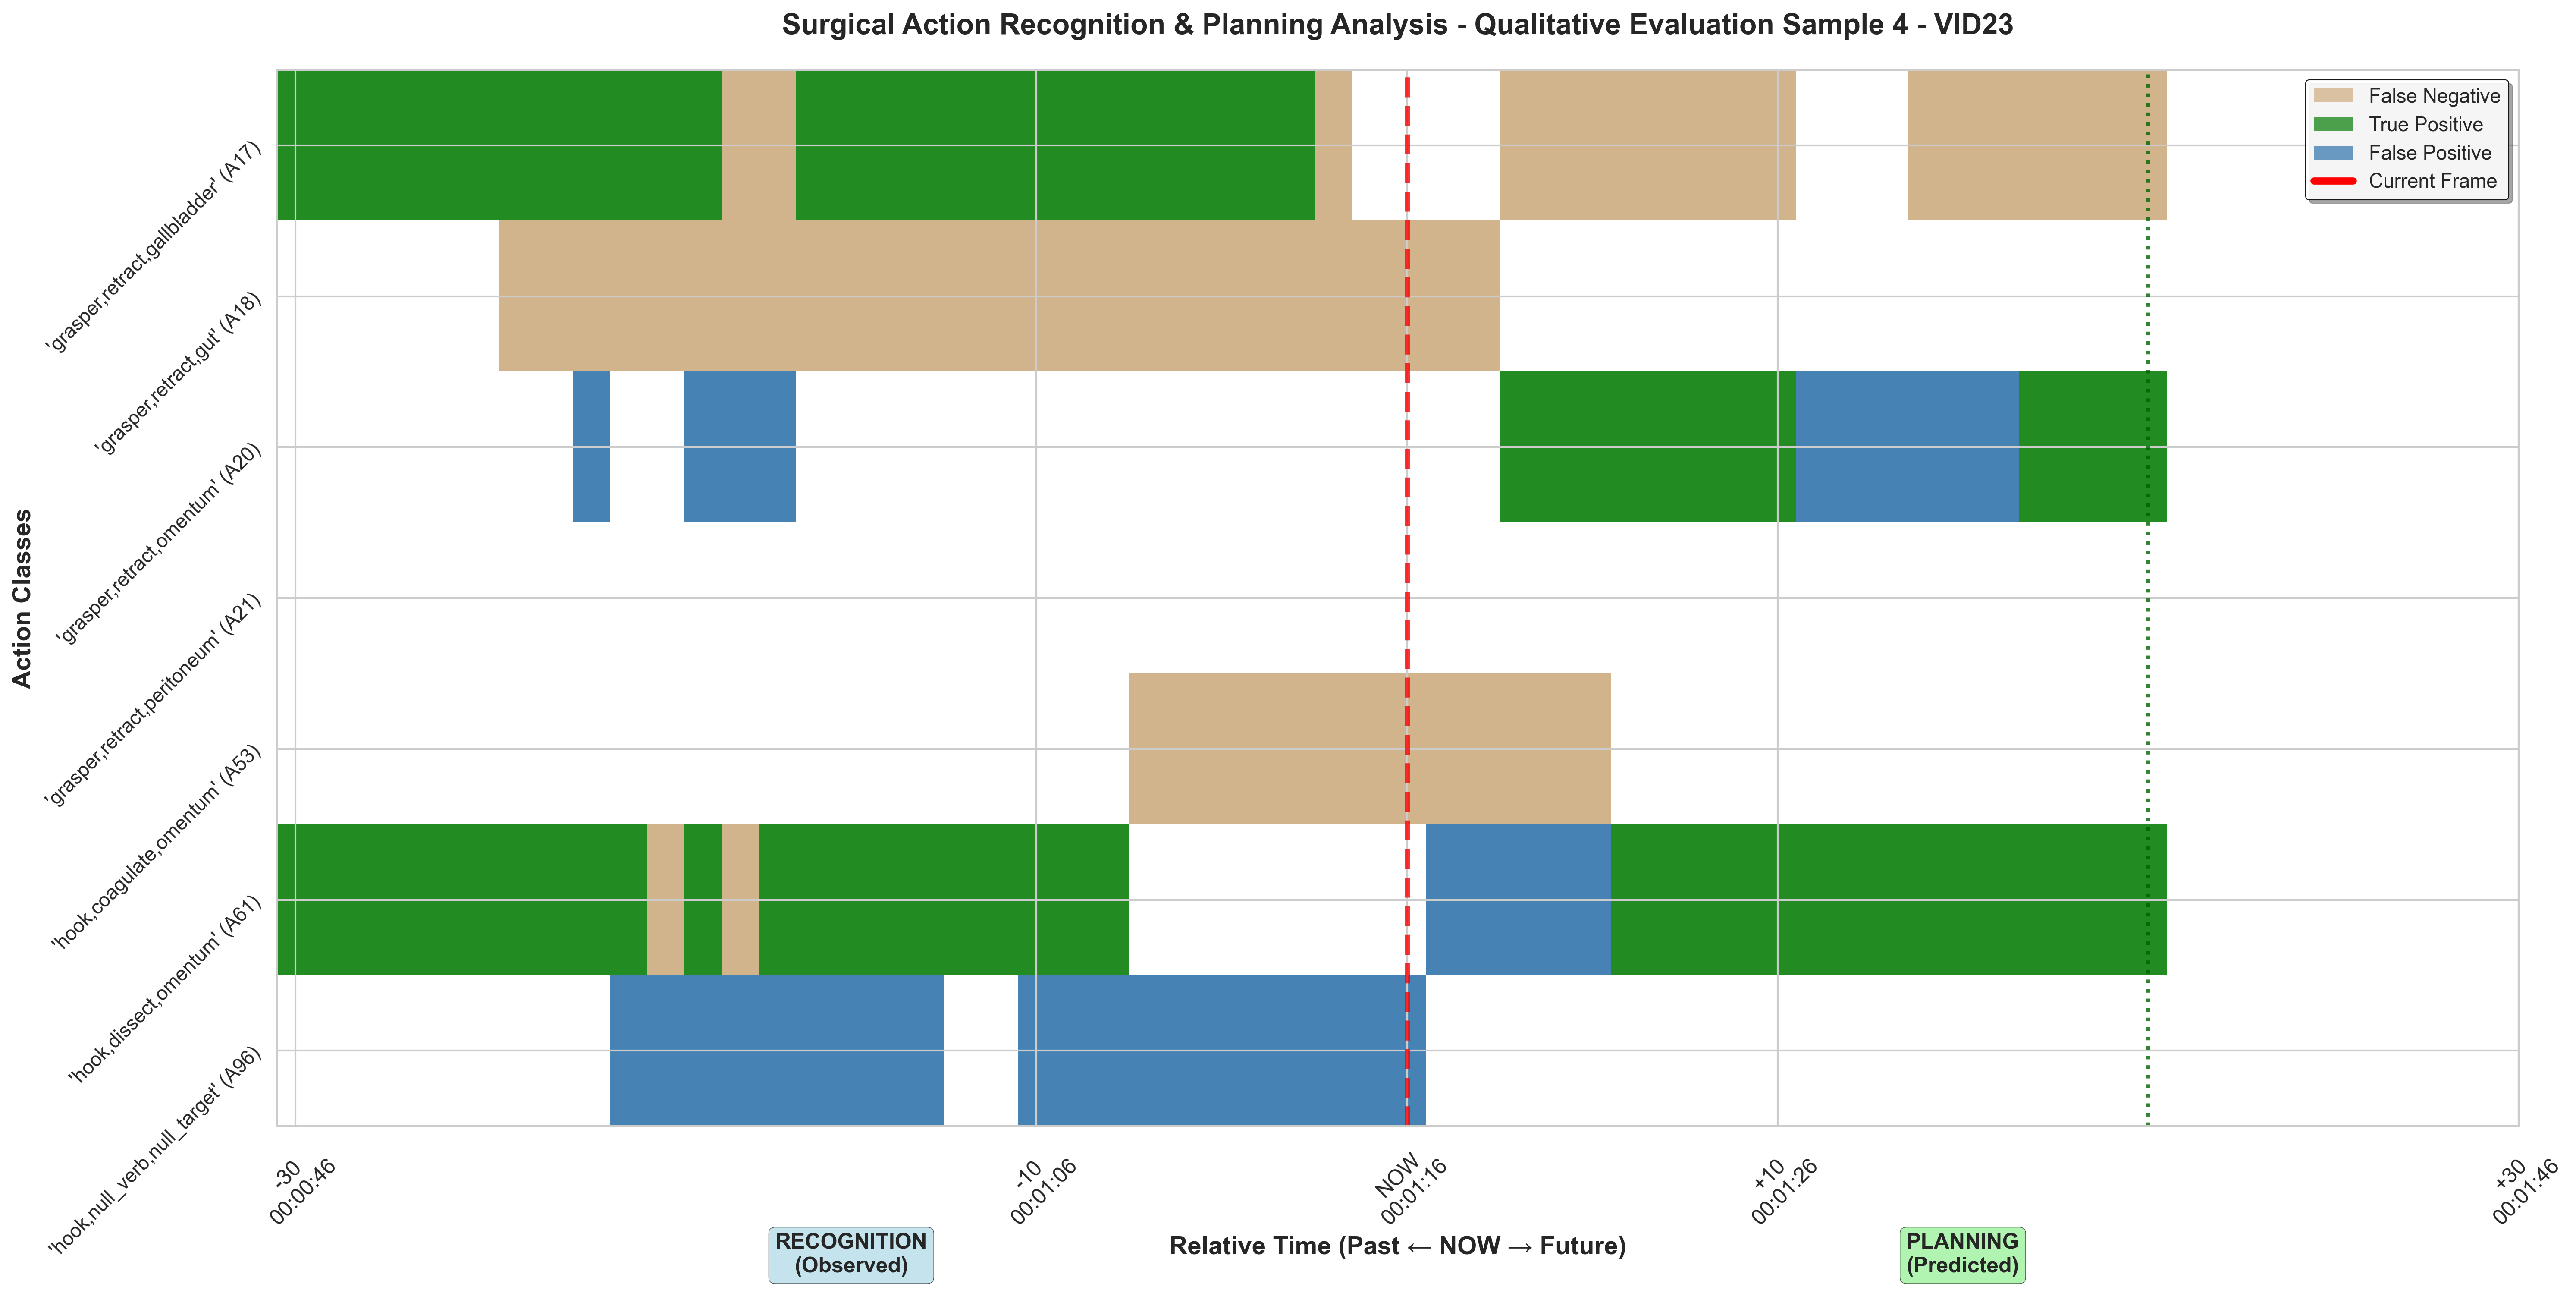 Surgical Action Recognition & Planning Analysis - Qualitative Evaluation Sample 4 - VID23
False Negative
True Positive
False Positive
Current Frame
Action Classes
'grasper,retract,gallbladder' (A17)
'grasper,retract,gut' (A18)
'grasper,retract,omentum' (A20)
'grasper,retract,peritoneum' (A21)
'hook,coagulate,omentum' (A53)
'hook,dissect,omentum' (A61)
'hook,null_verb,null_target' (A96)
-30
00:00:46
-10
00:01:06
NOW
00:01:16
+10
00:01:26
+30
00:01:46
Relative Time (Past ← NOW → Future)
RECOGNITION
(Observed)
PLANNING
(Predicted)